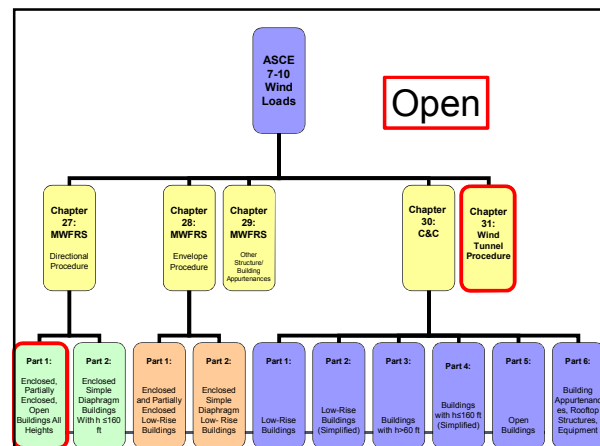 ASCE
7-10
Wind
Loads
Open
Chapter
27:
MWFRS
Directional
Procedure
Chapter
28:
MWFRS
Envelope
Procedure
Chapter
29:
MWFRS
Other
Structure/
Building
Appurtenances
Chapter
30:
C&C
Chapter
31:
Wind
Tunnel
Procedure
Part 1:
Enclosed,
Partially
Enclosed,
Open
Buildings All
Heights
Part 2:
Enclosed
Simple
Diaphragm
Buildings
With h ≤160
ft
Part 1:
Enclosed
and Partially
Enclosed
Low-Rise
Buildings
Part 2:
Enclosed
Simple
Diaphragm
Low- Rise
Buildings
Part 1:
Low-Rise
Buildings
Part 2:
Low-Rise
Buildings
(Simplified)
Part 3:
Buildings
with h>60 ft
Part 4:
Buildings
with h≤160 ft
(Simplified)
Part 5:
Open
Buildings
Part 6:
Building
Appurtenanc
es, Rooftop
Structures,
Equipment